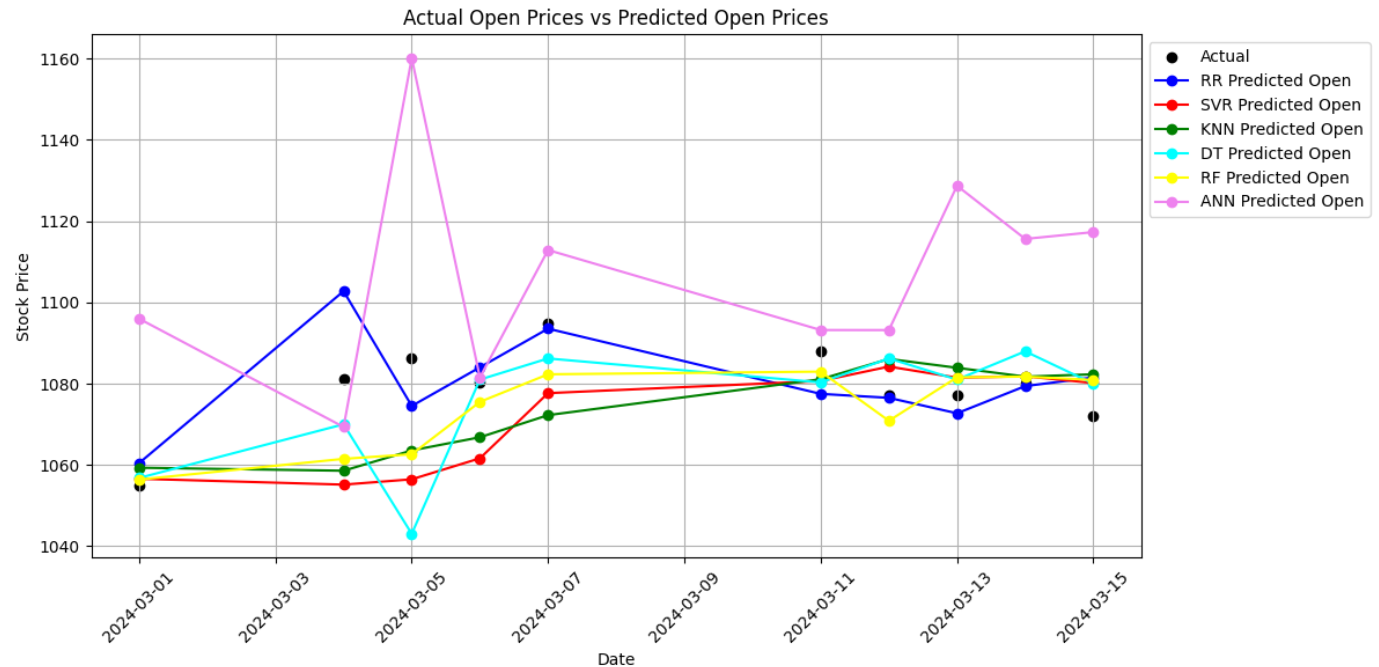 Actual Open Prices vs Predicted Open Prices
Stock Price
1160
1140
1120
1100
1080
1060
1040
2024-03-01
2024-03-03
2024-03-05
2024-03-07
2024-03-09
2024-03-11
2024-03-13
2024-03-15
Date
Actual
RR Predicted Open
SVR Predicted Open
KNN Predicted Open
DT Predicted Open
RF Predicted Open
ANN Predicted Open